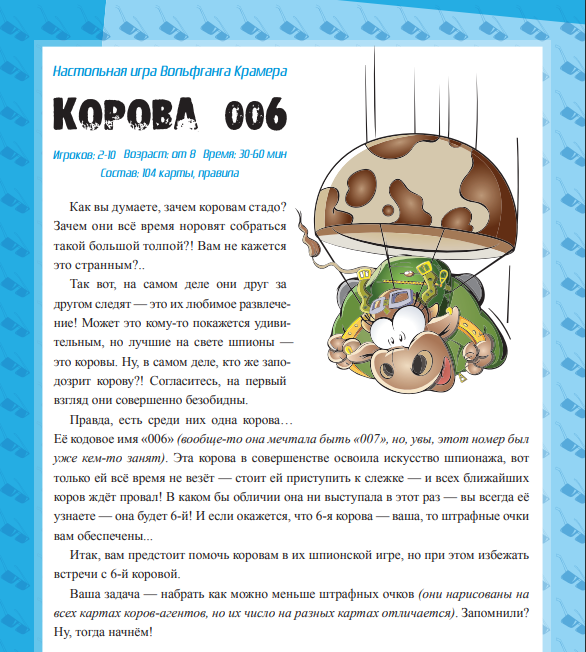 Настольная игра Вольфганга Крамера
КОРОВА 006
Игроков: 2-10 Возраст: от 8 Время: 30-60 мин
Состав: 104 карты, правила
Как вы думаете, зачем коровам стадо?
Зачем они всё время норовят собраться
такой большой толпой?! Вам не кажется
это странным?..
Так вот, на самом деле они друг за
другом следят — это их любимое развлече-
ние! Может это кому-то покажется удиви-
тельным, но лучшие на свете шпионы —
это коровы. Ну, в самом деле, кто же запо-
дозрит корову?! Согласитесь, на первый
взгляд они совершенно безобидны.
Правда, есть среди них одна корова…
Её кодовое имя «006» (вообще-то она мечтала быть «007», но, увы, этот номер был
уже кем-то занят). Эта корова в совершенстве освоила искусство шпионажа, вот
только ей всё время не везёт — стоит ей приступить к слежке — и всех ближайших
коров ждёт провал! В каком бы обличии она ни выступала в этот раз — вы всегда её
узнаете — она будет 6-й! И если окажется, что 6-я корова — ваша, то штрафные очки
вам обеспечены...
Итак, вам предстоит помочь коровам в их шпионской игре, но при этом избежать
встречи с 6-й коровой.
Ваша задача — набрать как можно меньше штрафных очков (они нарисованы на
всех картах коров-агентов, но их число на разных картах отличается). Запомнили?
Ну, тогда начнём!